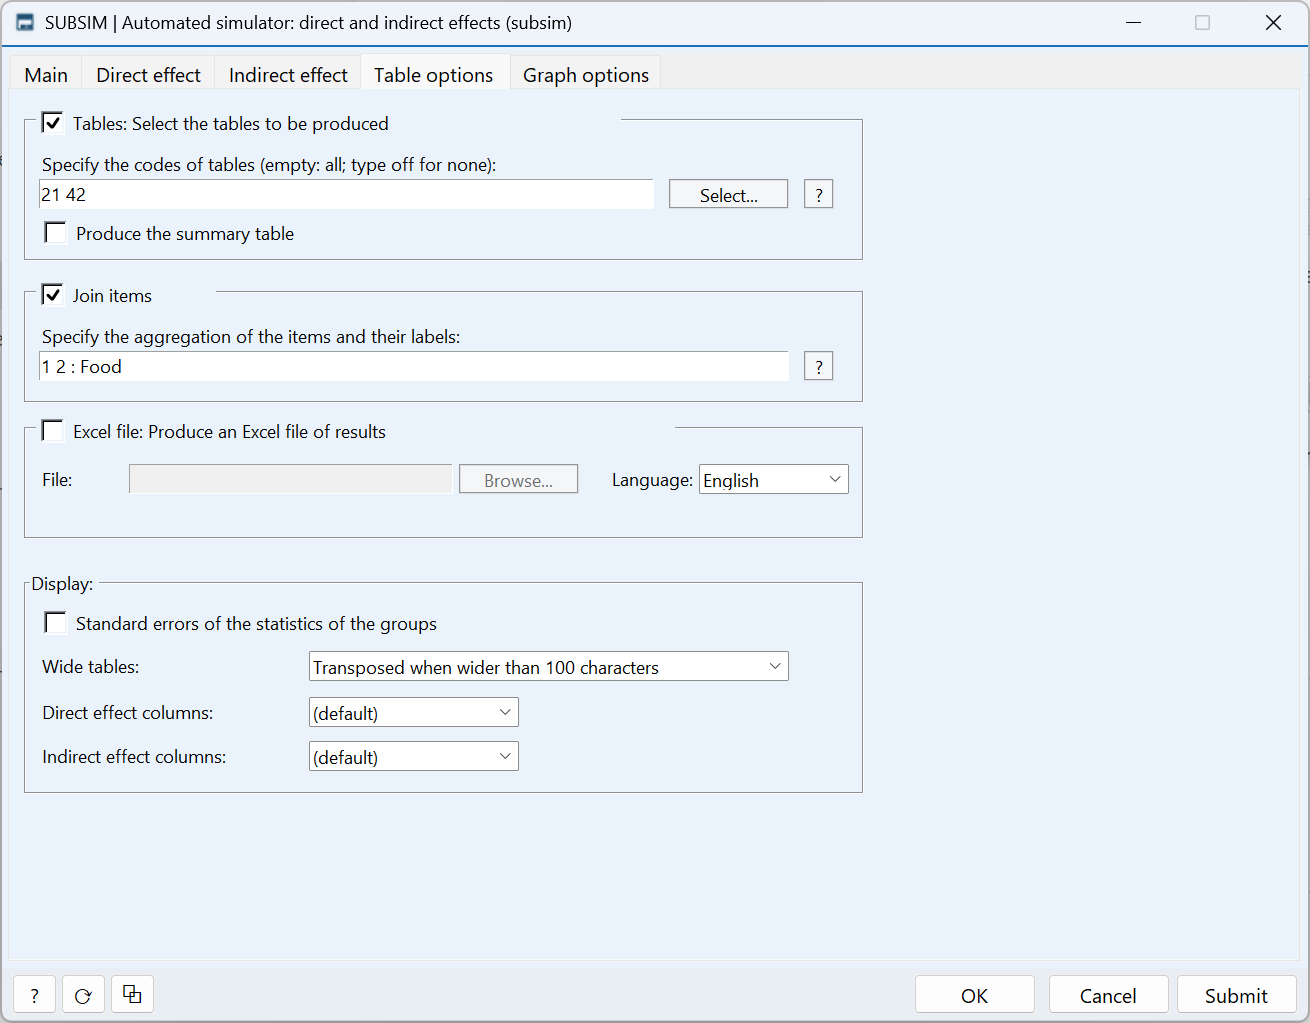 SUBSIM | Automated simulator: direct and indirect effects (subsim)
Main Direct effect Indirect effect Table options Graph options
Tables: Select the tables to be produced
Specify the codes of tables (empty: all; type off for none):
21 42 Select... ?
Produce the summary table
Join items
Specify the aggregation of the items and their labels:
1 2 : Food ?
Excel file: Produce an Excel file of results
File: Browse... Language: English
Display:
Standard errors of the statistics of the groups
Wide tables: Transposed when wider than 100 characters
Direct effect columns: (default)
Indirect effect columns: (default)
? OK Cancel Submit